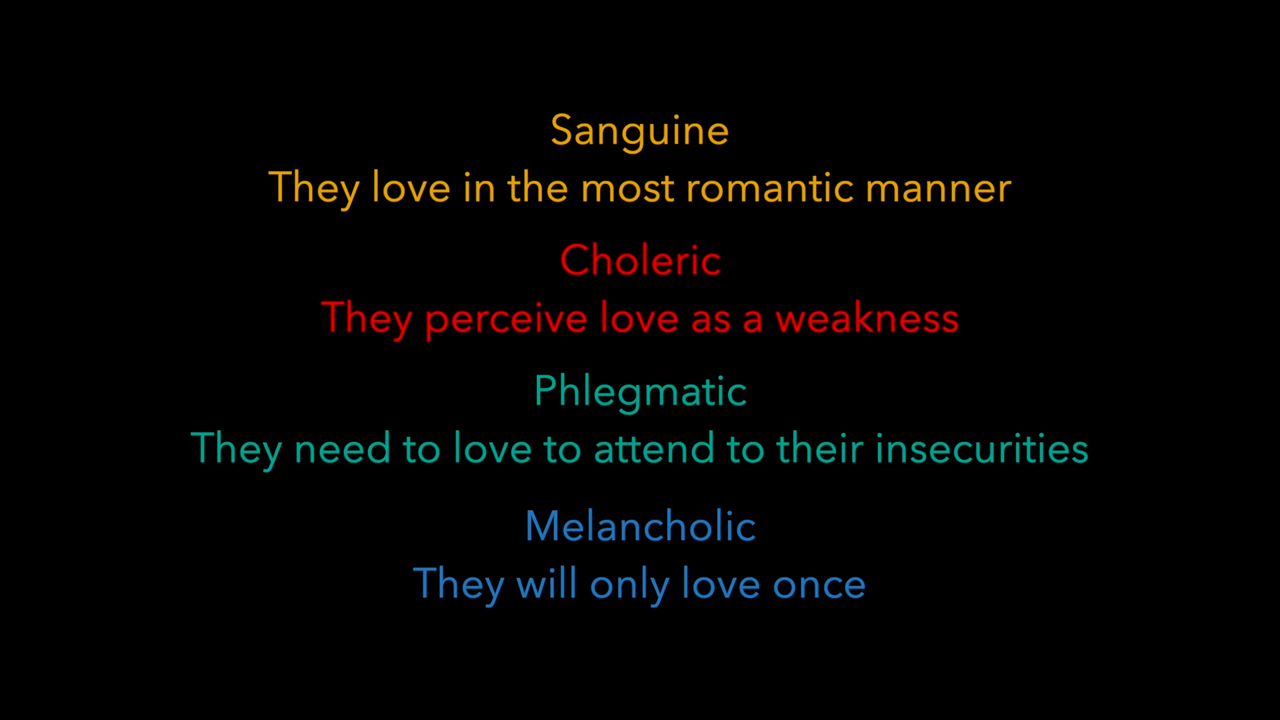 Sanguine
They love in the most romantic manner
Choleric
They perceive love as a weakness
Phlegmatic
They need to love to attend to their insecurities
Melancholic
They will only love once